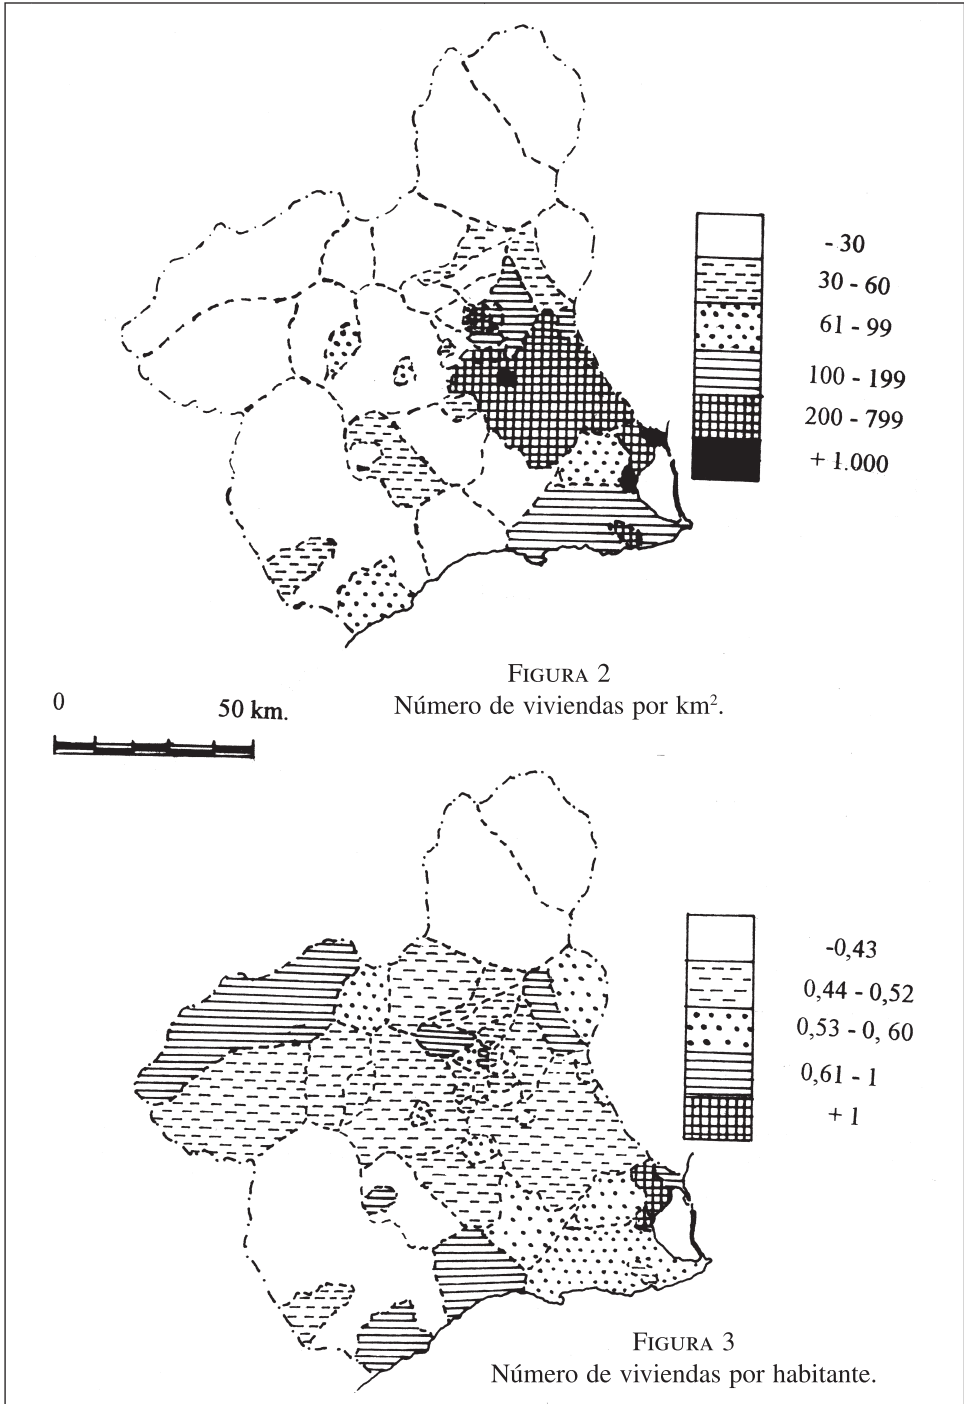 - 30
30 - 60
61 - 99
100 - 199
200 - 799
+ 1.000
FIGURA 2
Número de viviendas por km².
0 50 km.
-0,43
0,44 - 0,52
0,53 - 0, 60
0,61 - 1
+ 1
FIGURA 3
Número de viviendas por habitante.